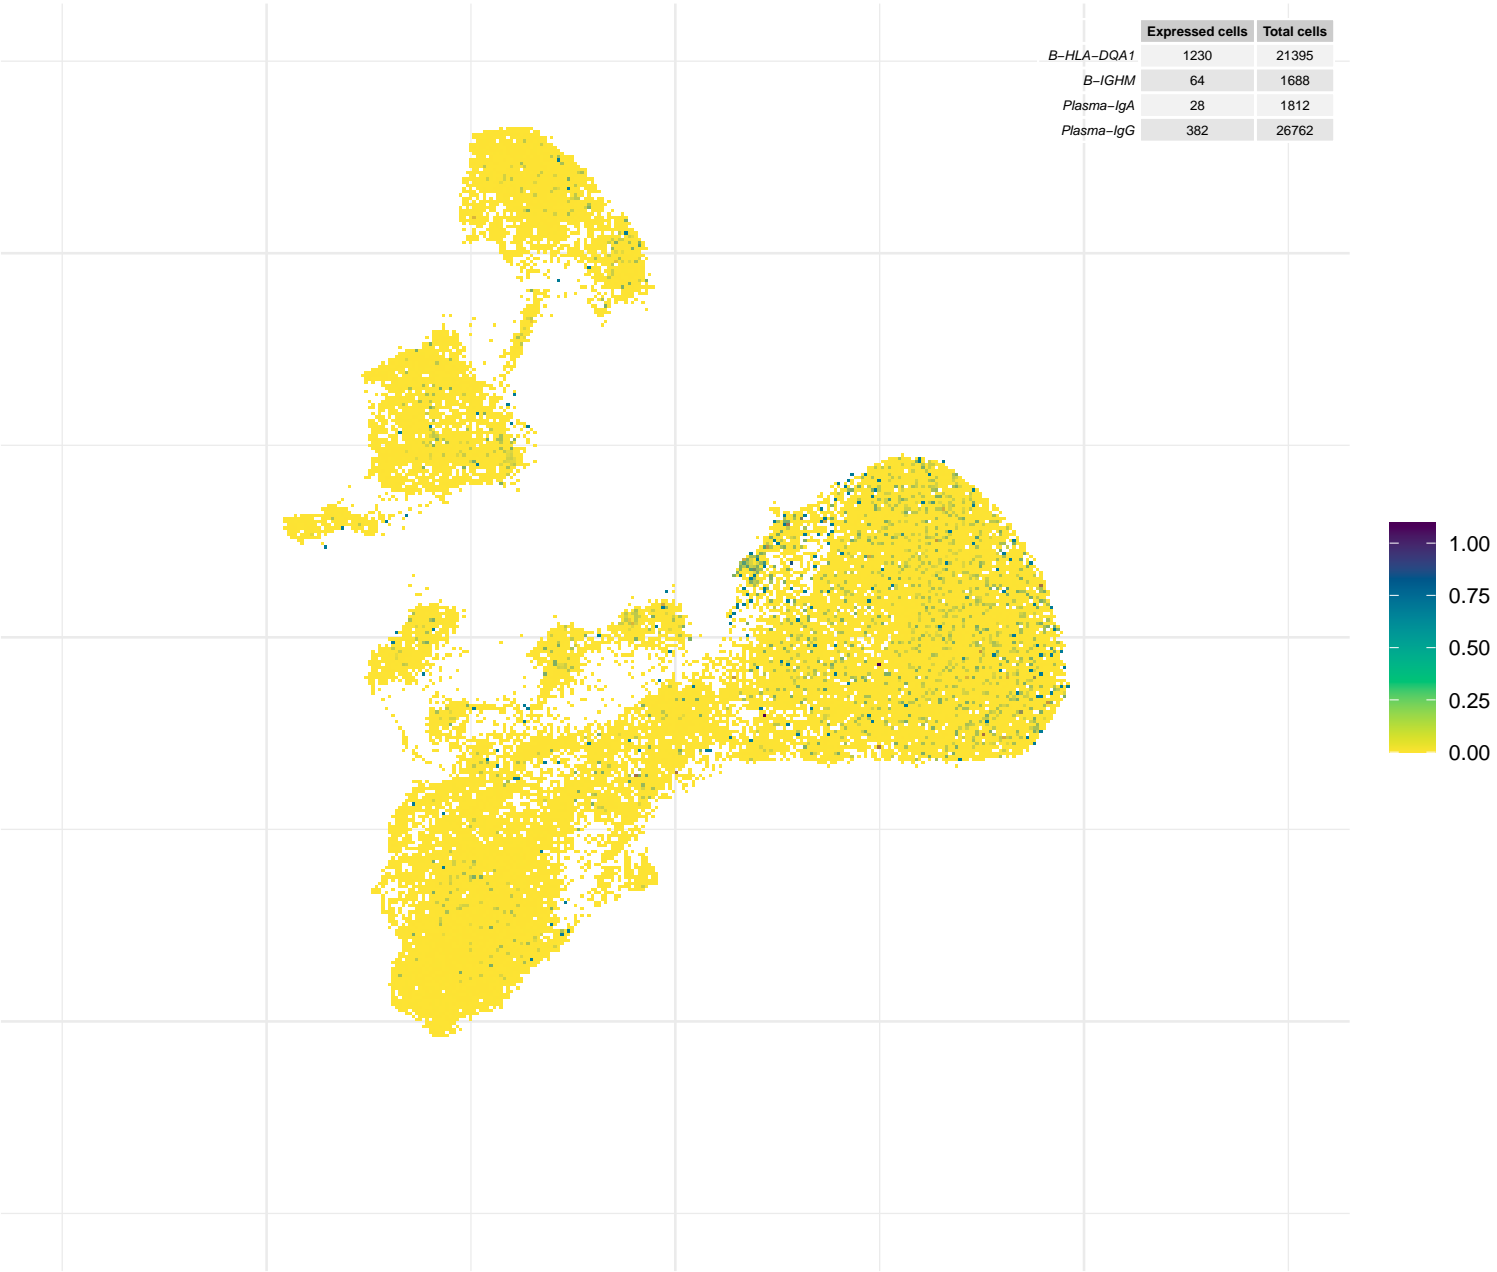 Expressed cells Total cells
B−HLA−DQA1 1230 21395
B−IGHM 64 1688
Plasma−IgA 28 1812
Plasma−IgG 382 26762
1.00
0.75
0.50
0.25
0.00